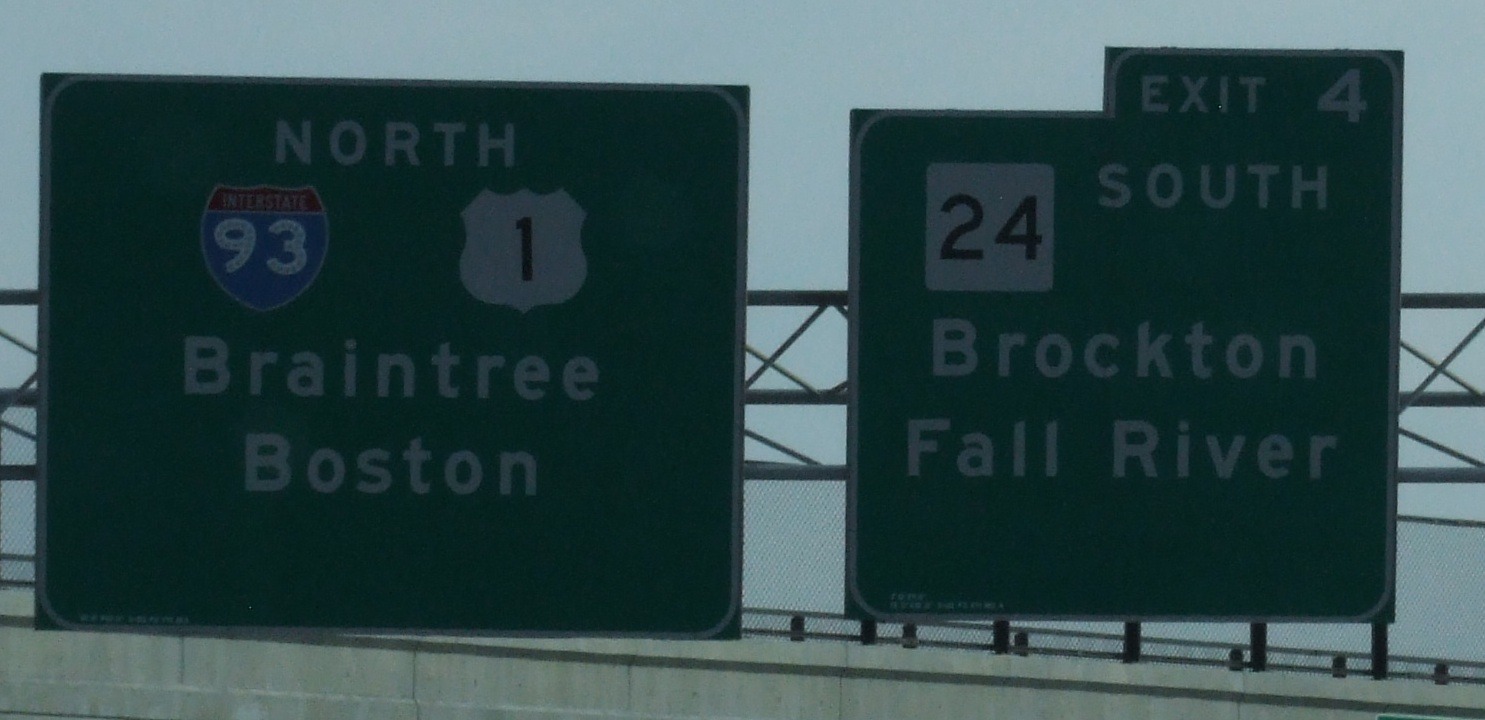 NORTH
INTERSTATE
93
1
Braintree
Boston
EXIT 4
24
SOUTH
Brockton
Fall River